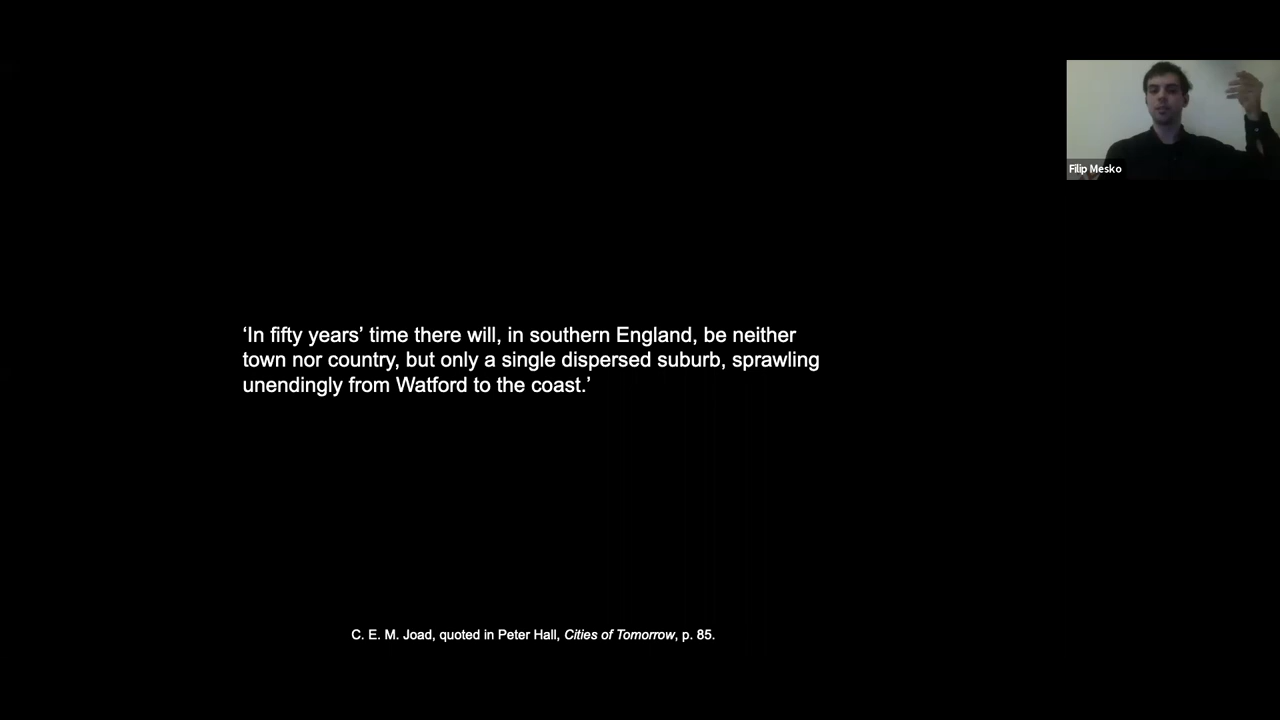 Filip Mesko
‘In fifty years’ time there will, in southern England, be neither
town nor country, but only a single dispersed suburb, sprawling
unendingly from Watford to the coast.’
C. E. M. Joad, quoted in Peter Hall, Cities of Tomorrow, p. 85.